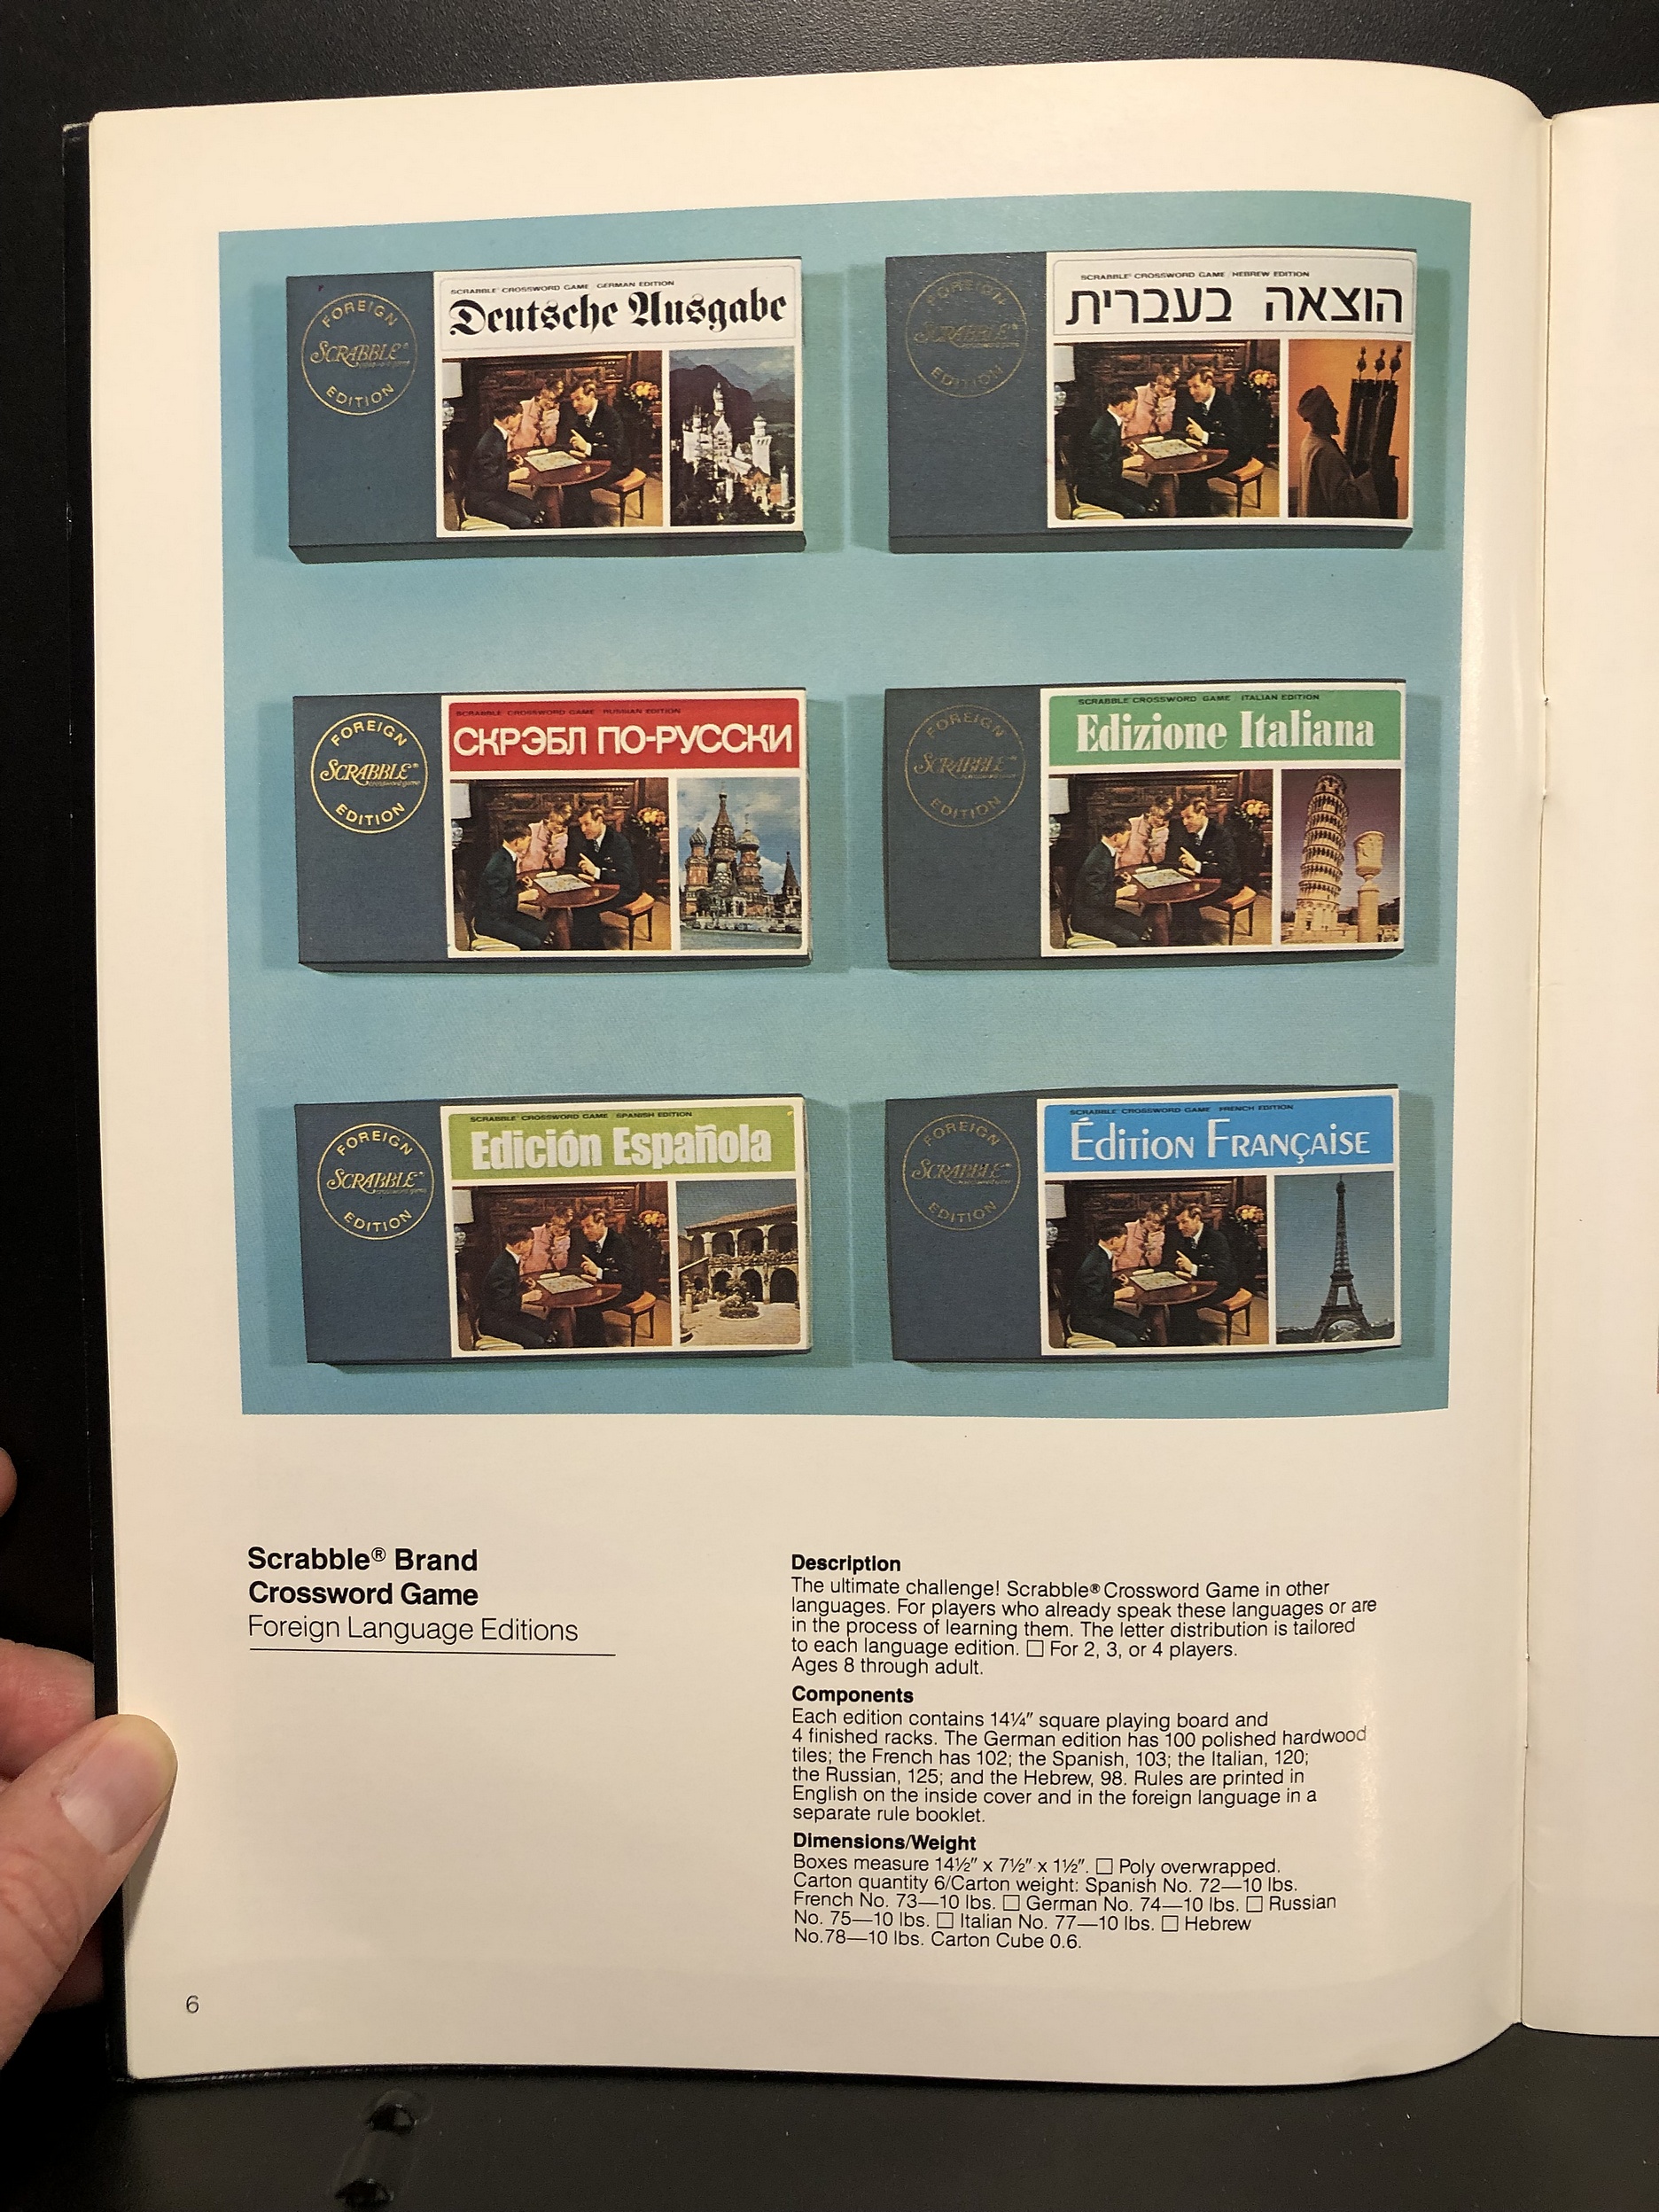 FOREIGN
SCRABBLE®
EDITION
SCRABBLE® CROSSWORD GAME GERMAN EDITION
Deutsche Ausgabe
FOREIGN
SCRABBLE®
EDITION
SCRABBLE® CROSSWORD GAME HEBREW EDITION
הוצאה בעברית
FOREIGN
SCRABBLE®
crossword game
EDITION
SCRABBLE® CROSSWORD GAME RUSSIAN EDITION
СКРЭБЛ ПО-РУССКИ
FOREIGN
SCRABBLE®
EDITION
SCRABBLE® CROSSWORD GAME ITALIAN EDITION
Edizione Italiana
FOREIGN
SCRABBLE®
crossword game
EDITION
SCRABBLE® CROSSWORD GAME SPANISH EDITION
Edición Española
FOREIGN
SCRABBLE®
EDITION
SCRABBLE® CROSSWORD GAME FRENCH EDITION
Édition Française
Scrabble® Brand
Crossword Game
Foreign Language Editions
Description
The ultimate challenge! Scrabble® Crossword Game in other
languages. For players who already speak these languages or are
in the process of learning them. The letter distribution is tailored
to each language edition. □ For 2, 3, or 4 players.
Ages 8 through adult.
Components
Each edition contains 14¼″ square playing board and
4 finished racks. The German edition has 100 polished hardwood
tiles; the French has 102; the Spanish, 103; the Italian, 120;
the Russian, 125; and the Hebrew, 98. Rules are printed in
English on the inside cover and in the foreign language in a
separate rule booklet.
Dimensions/Weight
Boxes measure 14½″ x 7½″ x 1½″. □ Poly overwrapped.
Carton quantity 6/Carton weight: Spanish No. 72—10 lbs.
French No. 73—10 lbs. □ German No. 74—10 lbs. □ Russian
No. 75—10 lbs. □ Italian No. 77—10 lbs. □ Hebrew
No.78—10 lbs. Carton Cube 0.6.
6